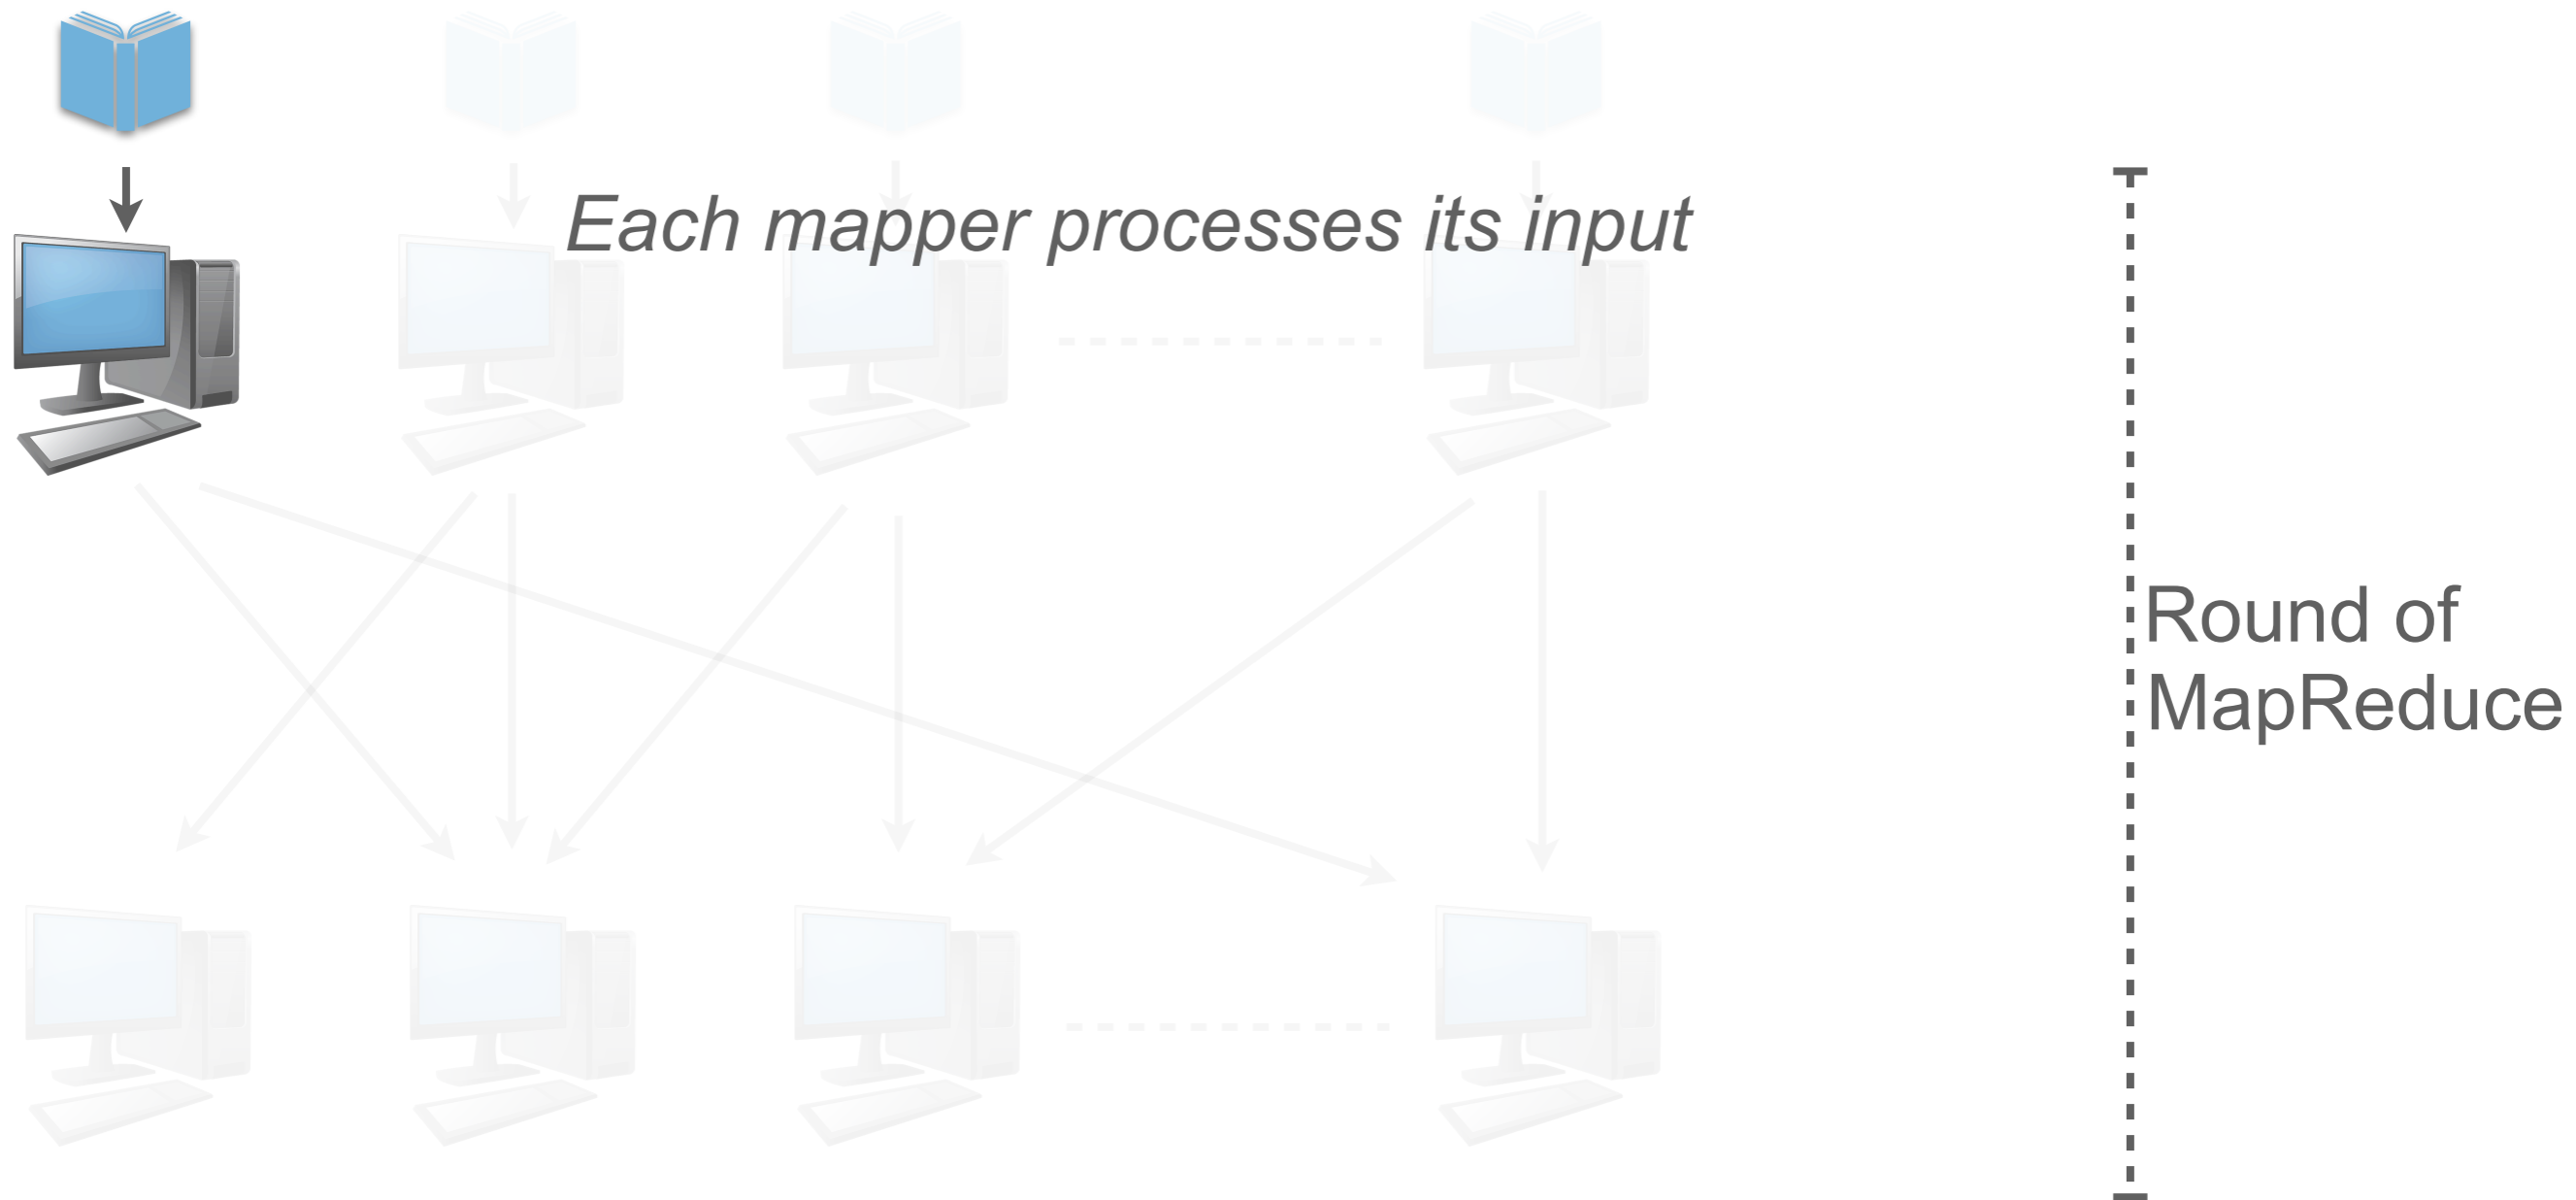 Each mapper processes its input
Round of
MapReduce